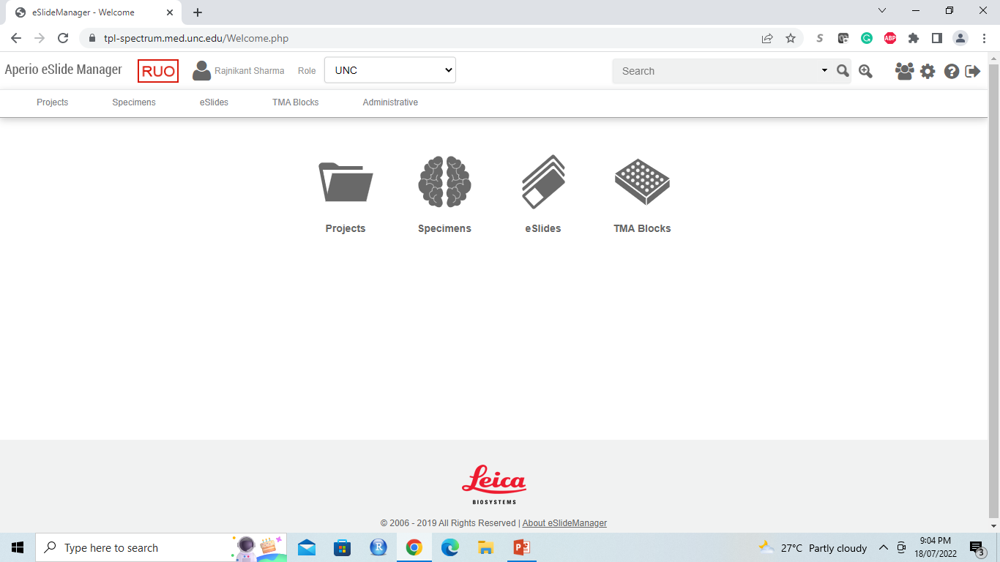 eSlideManager - Welcome
tpl-spectrum.med.unc.edu/Welcome.php
S
G
ABP
Aperio eSlide Manager
RUO
Rajnikant Sharma
Role
UNC
Search
Projects
Specimens
eSlides
TMA Blocks
Administrative
Projects
Specimens
eSlides
TMA Blocks
Leica
BIOSYSTEMS
© 2006 - 2019 All Rights Reserved | About eSlideManager
Type here to search
R
P
27°C Partly cloudy
9:04 PM
18/07/2022
3